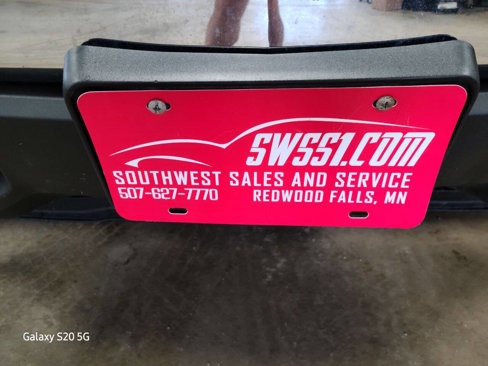 SWSS1.COM
SOUTHWEST SALES AND SERVICE
507-627-7770 REDWOOD FALLS, MN
Galaxy S20 5G